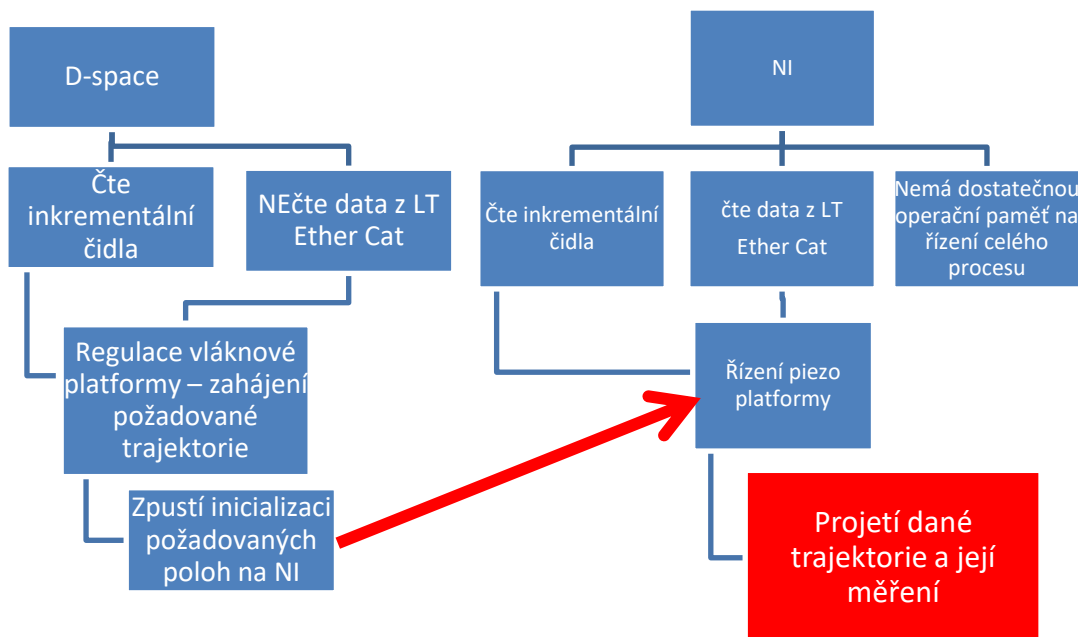 D-space
Čte
inkrementální
čidla
NEčte data z LT
Ether Cat
Regulace vláknové
platformy – zahájení
požadované
trajektorie
Zpustí inicializaci
požadovaných
poloh na NI
NI
Čte inkrementální
čidla
čte data z LT
Ether Cat
Nemá dostatečnou
operační paměť na
řízení celého
procesu
Řízení piezo
platformy
Projetí dané
trajektorie a její
měření